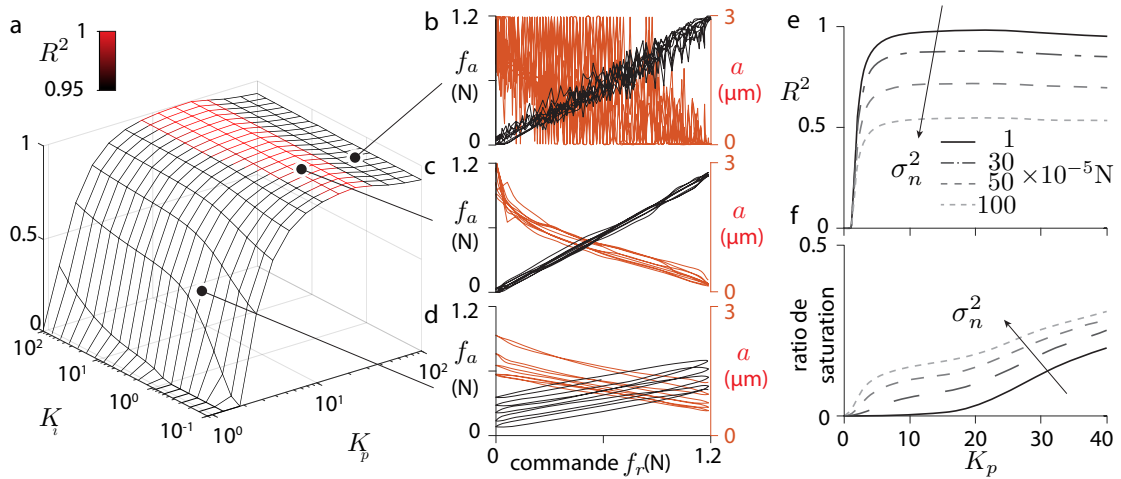 a
R²
1
0.95
1
0.5
0
10²
10¹
10⁰
10⁻¹
K_i
10⁰
10¹
10²
K_p
b
1.2
f_a
(N)
0
3
a
(µm)
0
c
1.2
f_a
(N)
0
3
a
(µm)
0
d
1.2
f_a
(N)
0
3
a
(µm)
0
0
commande f_r(N)
1.2
e
1
R²
0.5
0
σ_n²
1
30
50 ×10⁻⁵N
100
f
0.5
ratio de
saturation
0
σ_n²
0 10 20 30 40
K_p